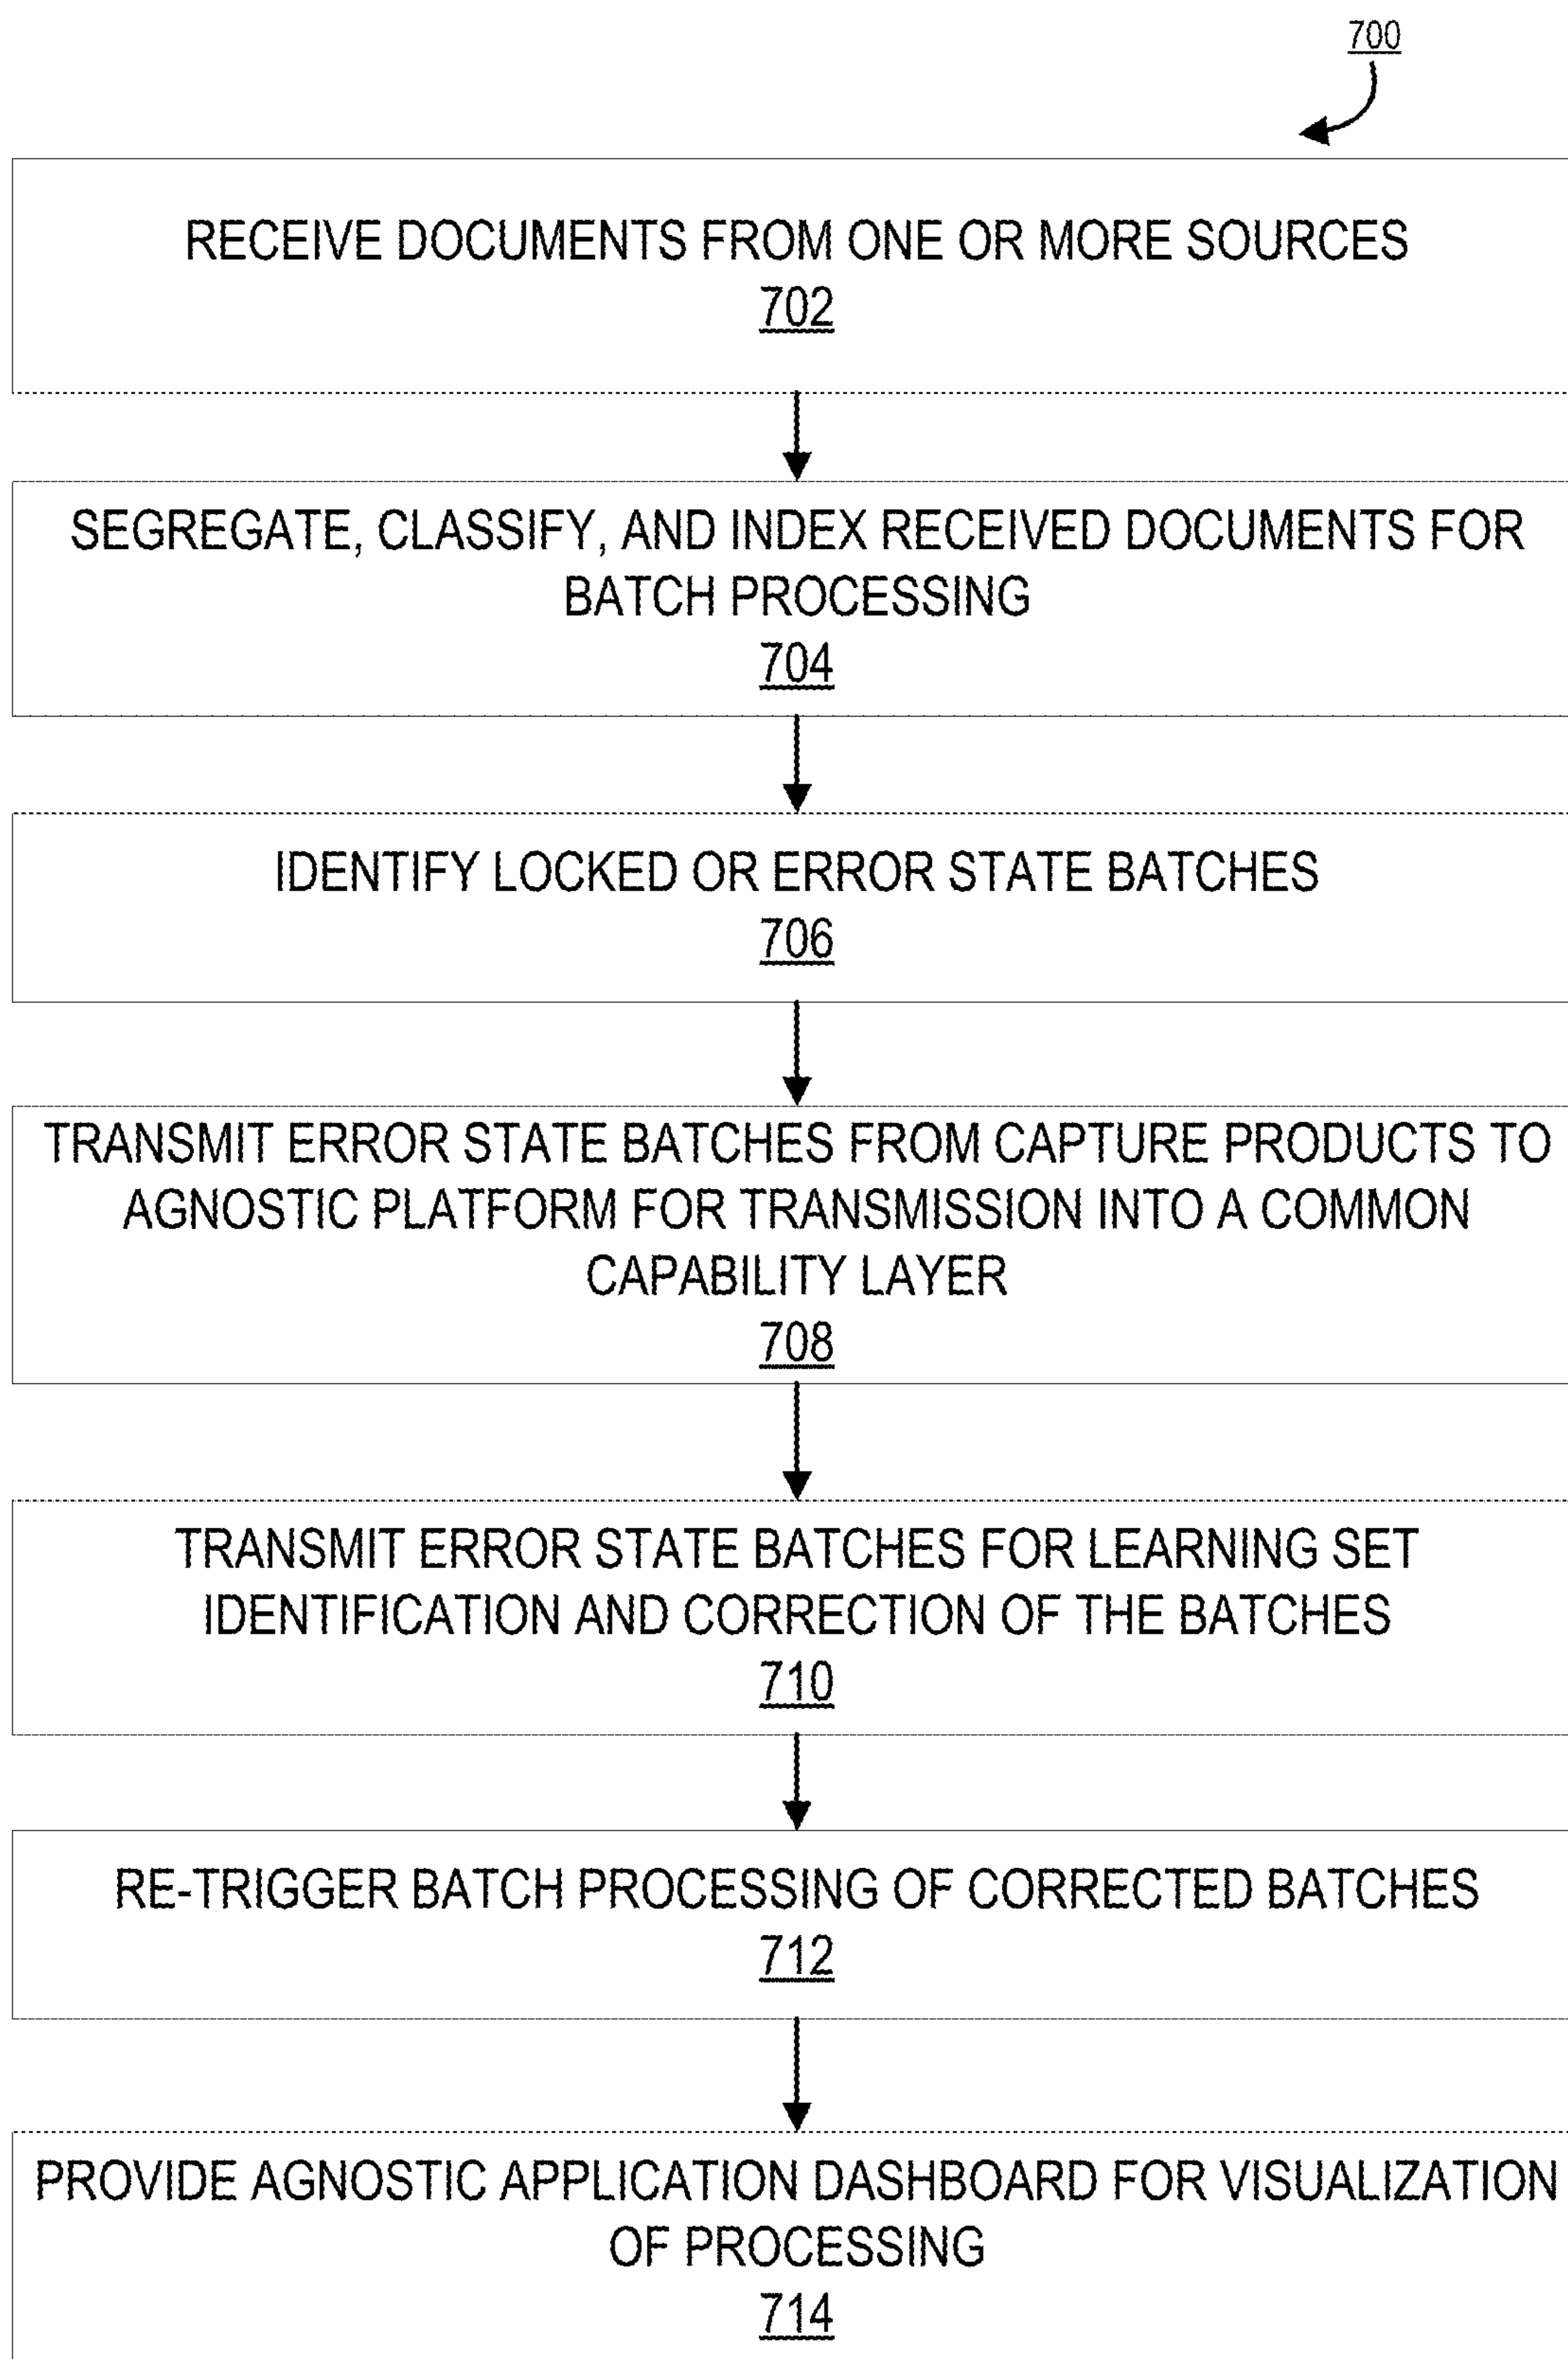 700
RECEIVE DOCUMENTS FROM ONE OR MORE SOURCES
702
SEGREGATE, CLASSIFY, AND INDEX RECEIVED DOCUMENTS FOR
BATCH PROCESSING
704
IDENTIFY LOCKED OR ERROR STATE BATCHES
706
TRANSMIT ERROR STATE BATCHES FROM CAPTURE PRODUCTS TO
AGNOSTIC PLATFORM FOR TRANSMISSION INTO A COMMON
CAPABILITY LAYER
708
TRANSMIT ERROR STATE BATCHES FOR LEARNING SET
IDENTIFICATION AND CORRECTION OF THE BATCHES
710
RE-TRIGGER BATCH PROCESSING OF CORRECTED BATCHES
712
PROVIDE AGNOSTIC APPLICATION DASHBOARD FOR VISUALIZATION
OF PROCESSING
714